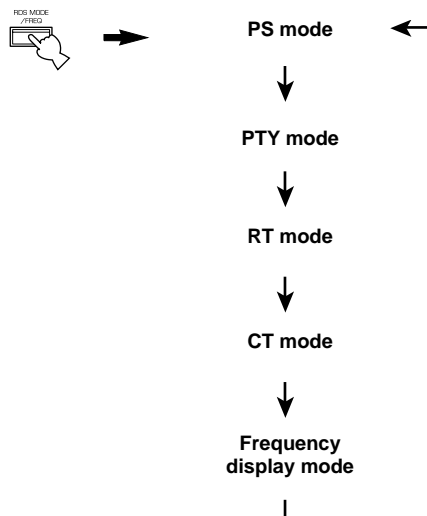 RDS MODE
/FREQ
PS mode
PTY mode
RT mode
CT mode
Frequency
display mode